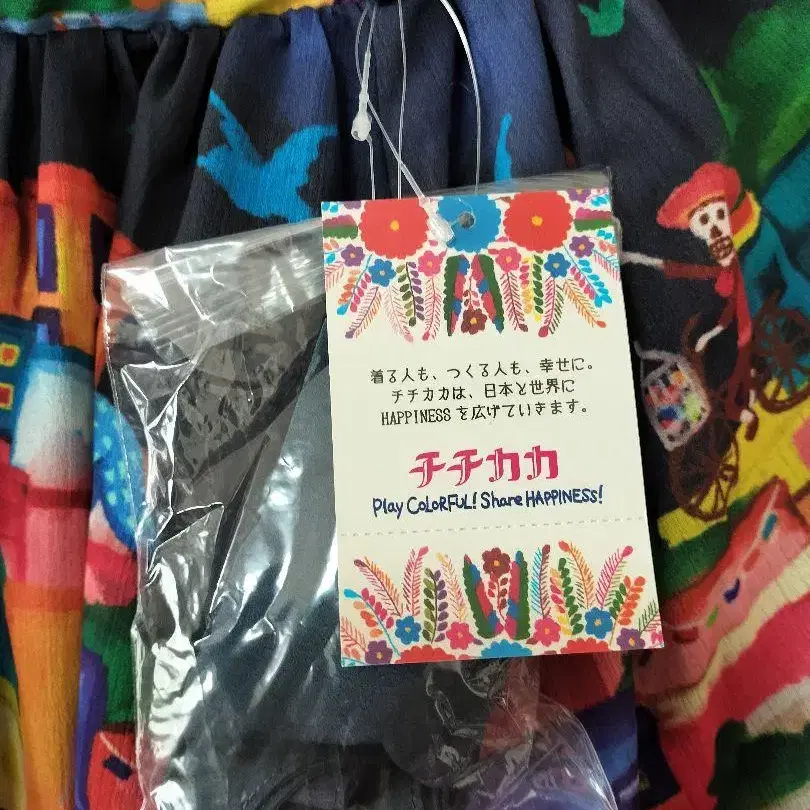 着る人も、つくる人も、幸せに。
チチカカは、日本と世界に
HAPPINESS を広げていきます。
チチカカ
Play COLORFUL! Share HAPPINESS!